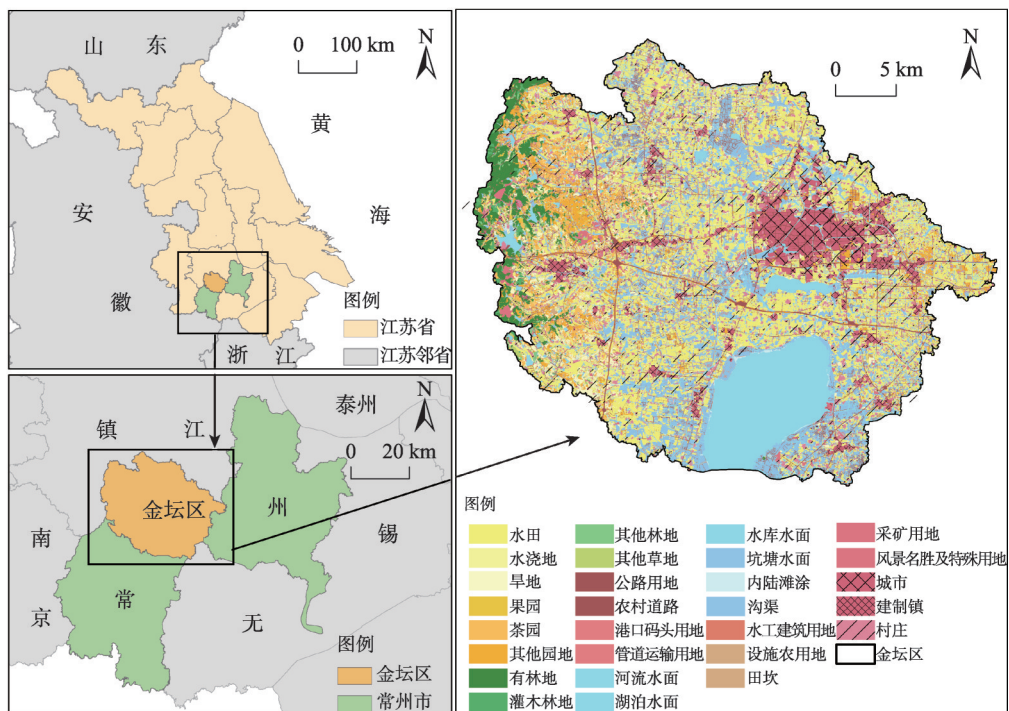 山 东
0 100 km
N
黄
海
安
徽
浙 江
图例
江苏省
江苏邻省
N
泰州
镇 江
0 20 km
金坛区
州
锡
南
京
常
无
图例
金坛区
常州市
N
0 5 km
图例
水田
水浇地
旱地
果园
茶园
其他园地
有林地
灌木林地
其他林地
其他草地
公路用地
农村道路
港口码头用地
管道运输用地
河流水面
湖泊水面
水库水面
坑塘水面
内陆滩涂
沟渠
水工建筑用地
设施农用地
田坎
采矿用地
风景名胜及特殊用地
城市
建制镇
村庄
金坛区